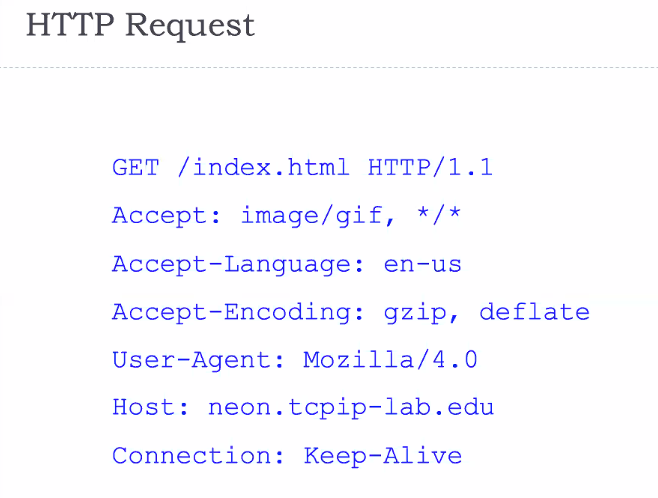 HTTP Request
GET /index.html HTTP/1.1
Accept: image/gif, */*
Accept-Language: en-us
Accept-Encoding: gzip, deflate
User-Agent: Mozilla/4.0
Host: neon.tcpip-lab.edu
Connection: Keep-Alive